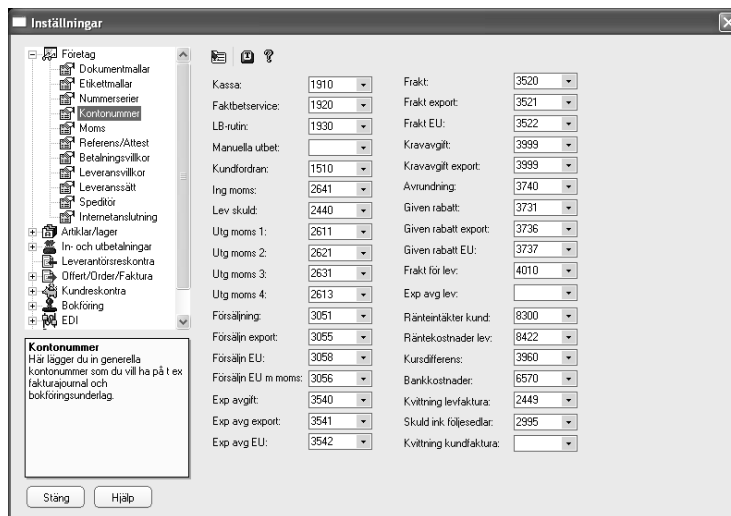 Inställningar
Företag
Dokumentmallar
Etikettmallar
Nummerserier
Kontonummer
Moms
Referens/Attest
Betalningsvillkor
Leveransvillkor
Leveranssätt
Speditör
Internetanslutning
Artiklar/lager
In- och utbetalningar
Leverantörsreskontra
Offert/Order/Faktura
Kundreskontra
Bokföring
EDI
Kontonummer
Här lägger du in generella
kontonummer som du vill ha på t ex
fakturajournal och
bokföringsunderlag.
Stäng Hjälp
Kassa: 1910
Faktbetservice: 1920
LB-rutin: 1930
Manuella utbet:
Kundfordran: 1510
Ing moms: 2641
Lev skuld: 2440
Utg moms 1: 2611
Utg moms 2: 2621
Utg moms 3: 2631
Utg moms 4: 2613
Försäljning: 3051
Försäljn export: 3055
Försäljn EU: 3058
Försäljn EU m moms: 3056
Exp avgift: 3540
Exp avg export: 3541
Exp avg EU: 3542
Frakt: 3520
Frakt export: 3521
Frakt EU: 3522
Kravavgift: 3999
Kravavgift export: 3999
Avrundning: 3740
Given rabatt: 3731
Given rabatt export: 3736
Given rabatt EU: 3737
Frakt för lev: 4010
Exp avg lev:
Ränteintäkter kund: 8300
Räntekostnader lev: 8422
Kursdifferens: 3960
Bankkostnader: 6570
Kvittning levfaktura: 2449
Skuld ink följesedlar: 2995
Kvittning kundfaktura: